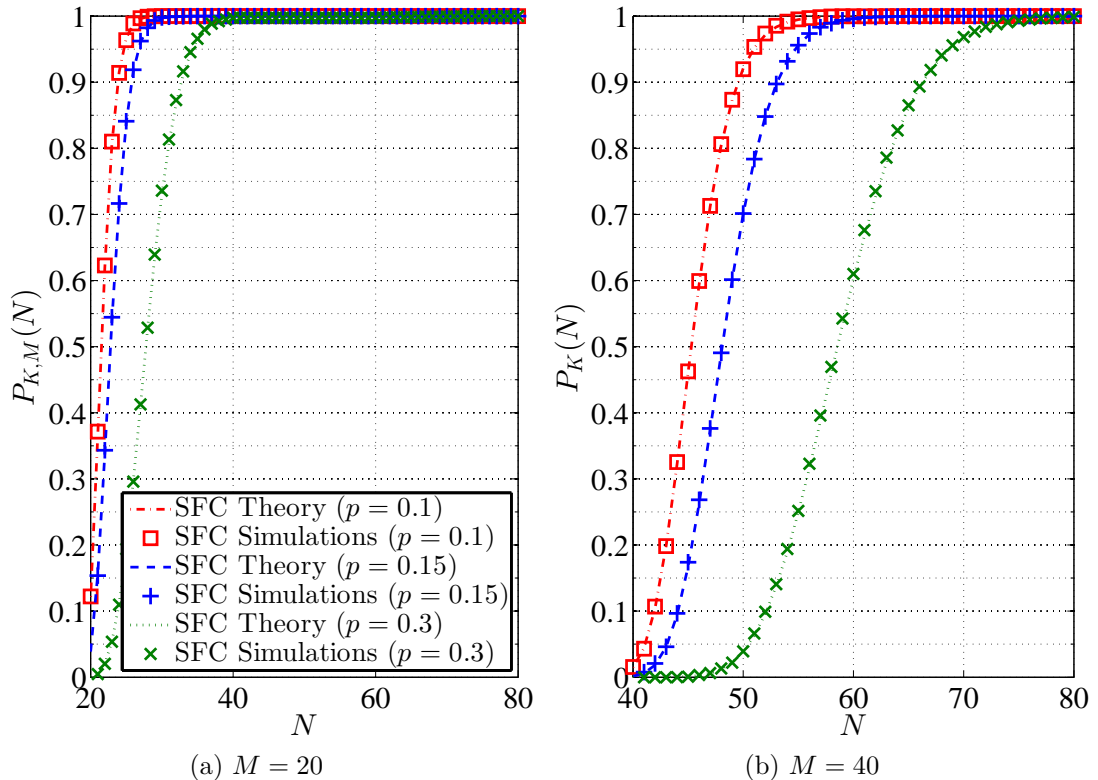 1
0.9
0.8
0.7
0.6
0.5
0.4
0.3
0.2
0.1
0
P_{K,M}(N)
SFC Theory (p = 0.1)
SFC Simulations (p = 0.1)
SFC Theory (p = 0.15)
SFC Simulations (p = 0.15)
SFC Theory (p = 0.3)
SFC Simulations (p = 0.3)
20 40 60 80
N
(a) M = 20
1
0.9
0.8
0.7
0.6
0.5
0.4
0.3
0.2
0.1
0
P_K(N)
40 50 60 70 80
N
(b) M = 40